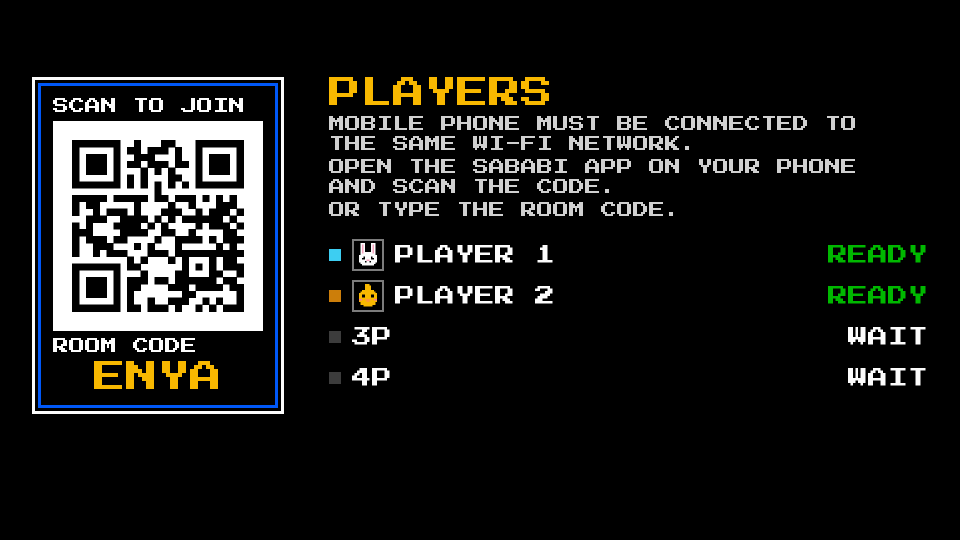 SCAN TO JOIN
ROOM CODE
ENYA
PLAYERS
MOBILE PHONE MUST BE CONNECTED TO
THE SAME WI-FI NETWORK.
OPEN THE SABABI APP ON YOUR PHONE
AND SCAN THE CODE.
OR TYPE THE ROOM CODE.
PLAYER 1 READY
PLAYER 2 READY
3P WAIT
4P WAIT